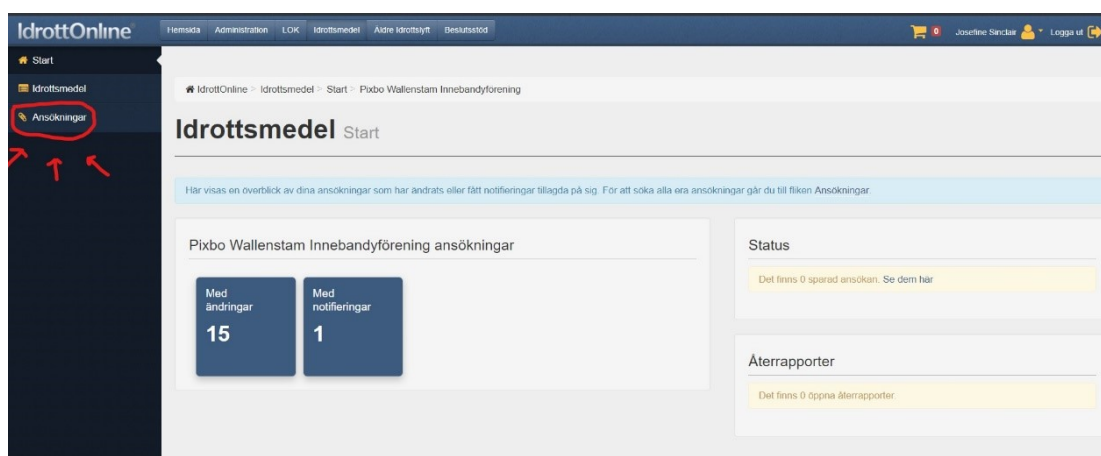 IdrottOnline
Hemsida Administration LOK Idrottsmedel Äldre Idrottslyft Beslutsstöd
0 Josefine Sinclair Logga ut
Start
Idrottsmedel
Ansökningar
IdrottOnline > Idrottsmedel > Start > Pixbo Wallenstam Innebandyförening
Idrottsmedel Start
Här visas en överblick av dina ansökningar som har ändrats eller fått notifieringar tillagda på sig. För att söka alla era ansökningar går du till fliken Ansökningar.
Pixbo Wallenstam Innebandyförening ansökningar
Med ändringar
15
Med notifieringar
1
Status
Det finns 0 sparad ansökan. Se dem här
Återrapporter
Det finns 0 öppna återrapporter